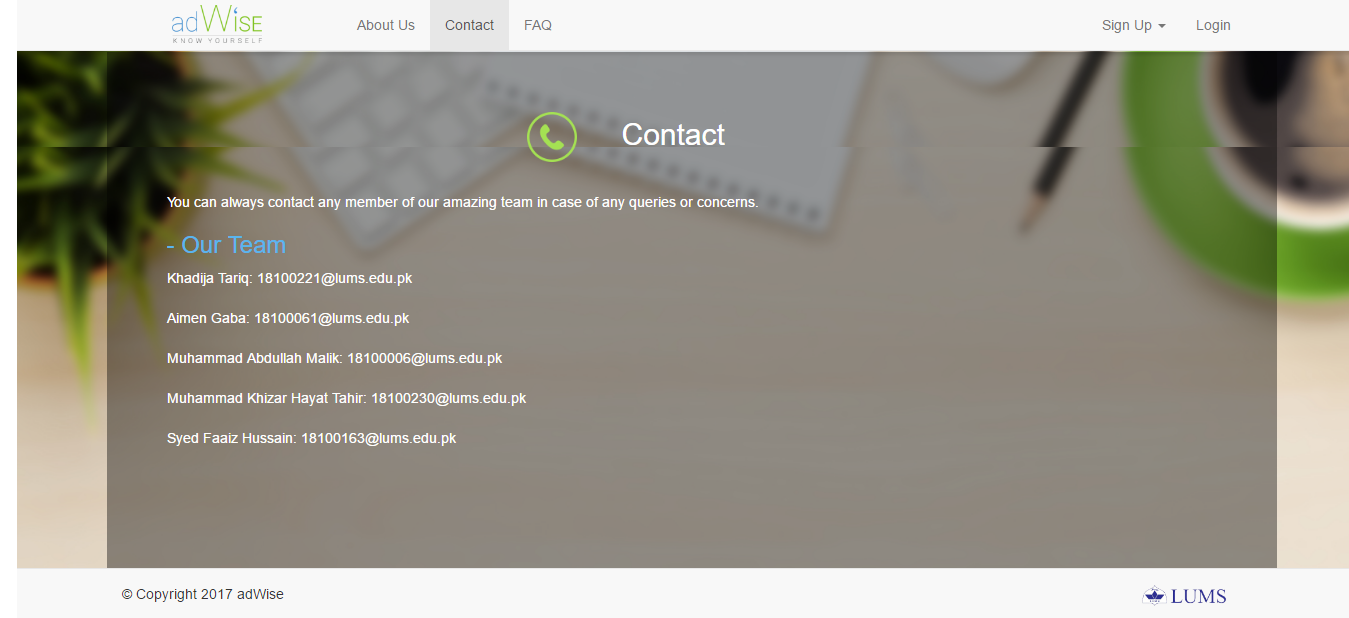 adWiSE
KNOW YOURSELF
About Us
Contact
FAQ
Sign Up
Login
Contact
You can always contact any member of our amazing team in case of any queries or concerns.
- Our Team
Khadija Tariq: 18100221@lums.edu.pk
Aimen Gaba: 18100061@lums.edu.pk
Muhammad Abdullah Malik: 18100006@lums.edu.pk
Muhammad Khizar Hayat Tahir: 18100230@lums.edu.pk
Syed Faaiz Hussain: 18100163@lums.edu.pk
© Copyright 2017 adWise
LUMS